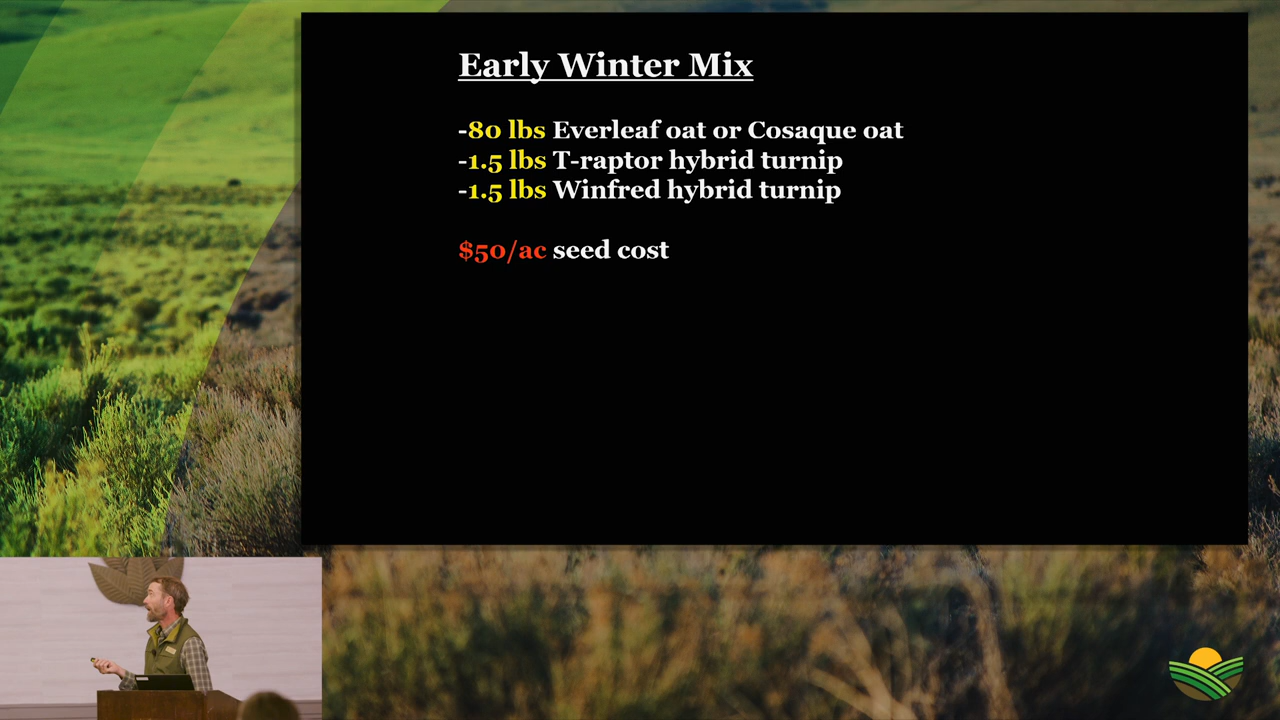 Early Winter Mix
-80 lbs Everleaf oat or Cosaque oat
-1.5 lbs T-raptor hybrid turnip
-1.5 lbs Winfred hybrid turnip
$50/ac seed cost